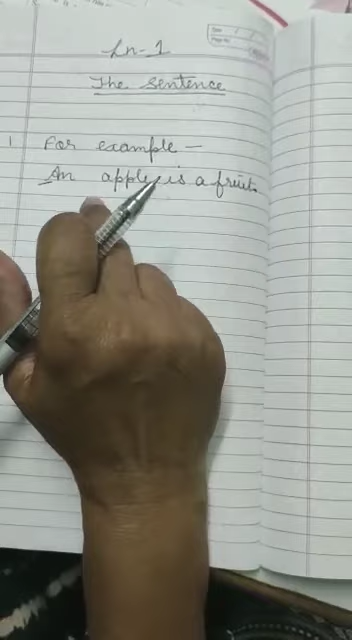 Ln-1
The Sentence
1 For example —
An apple is a fruit.